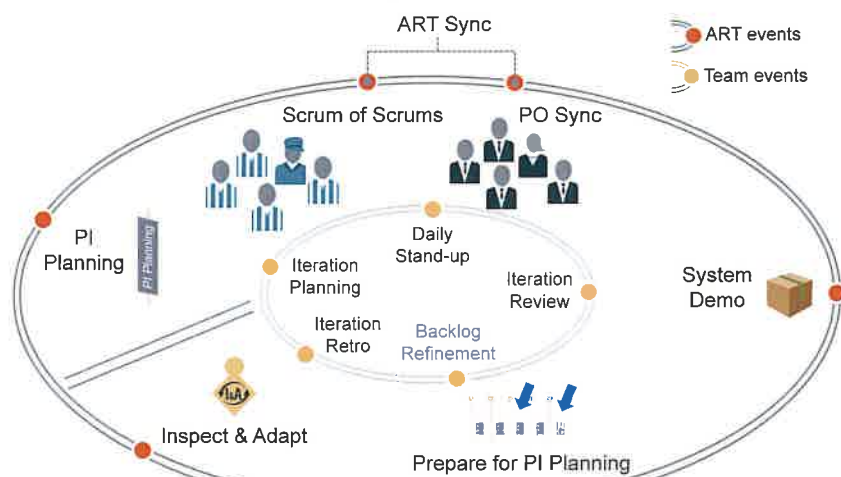 ART Sync
ART events
Team events
Scrum of Scrums
PO Sync
PI
Planning
PI Planning
Daily
Stand-up
Iteration
Planning
Iteration
Review
System
Demo
Iteration
Retro
Backlog
Refinement
I&A
Inspect & Adapt
Prepare for PI Planning